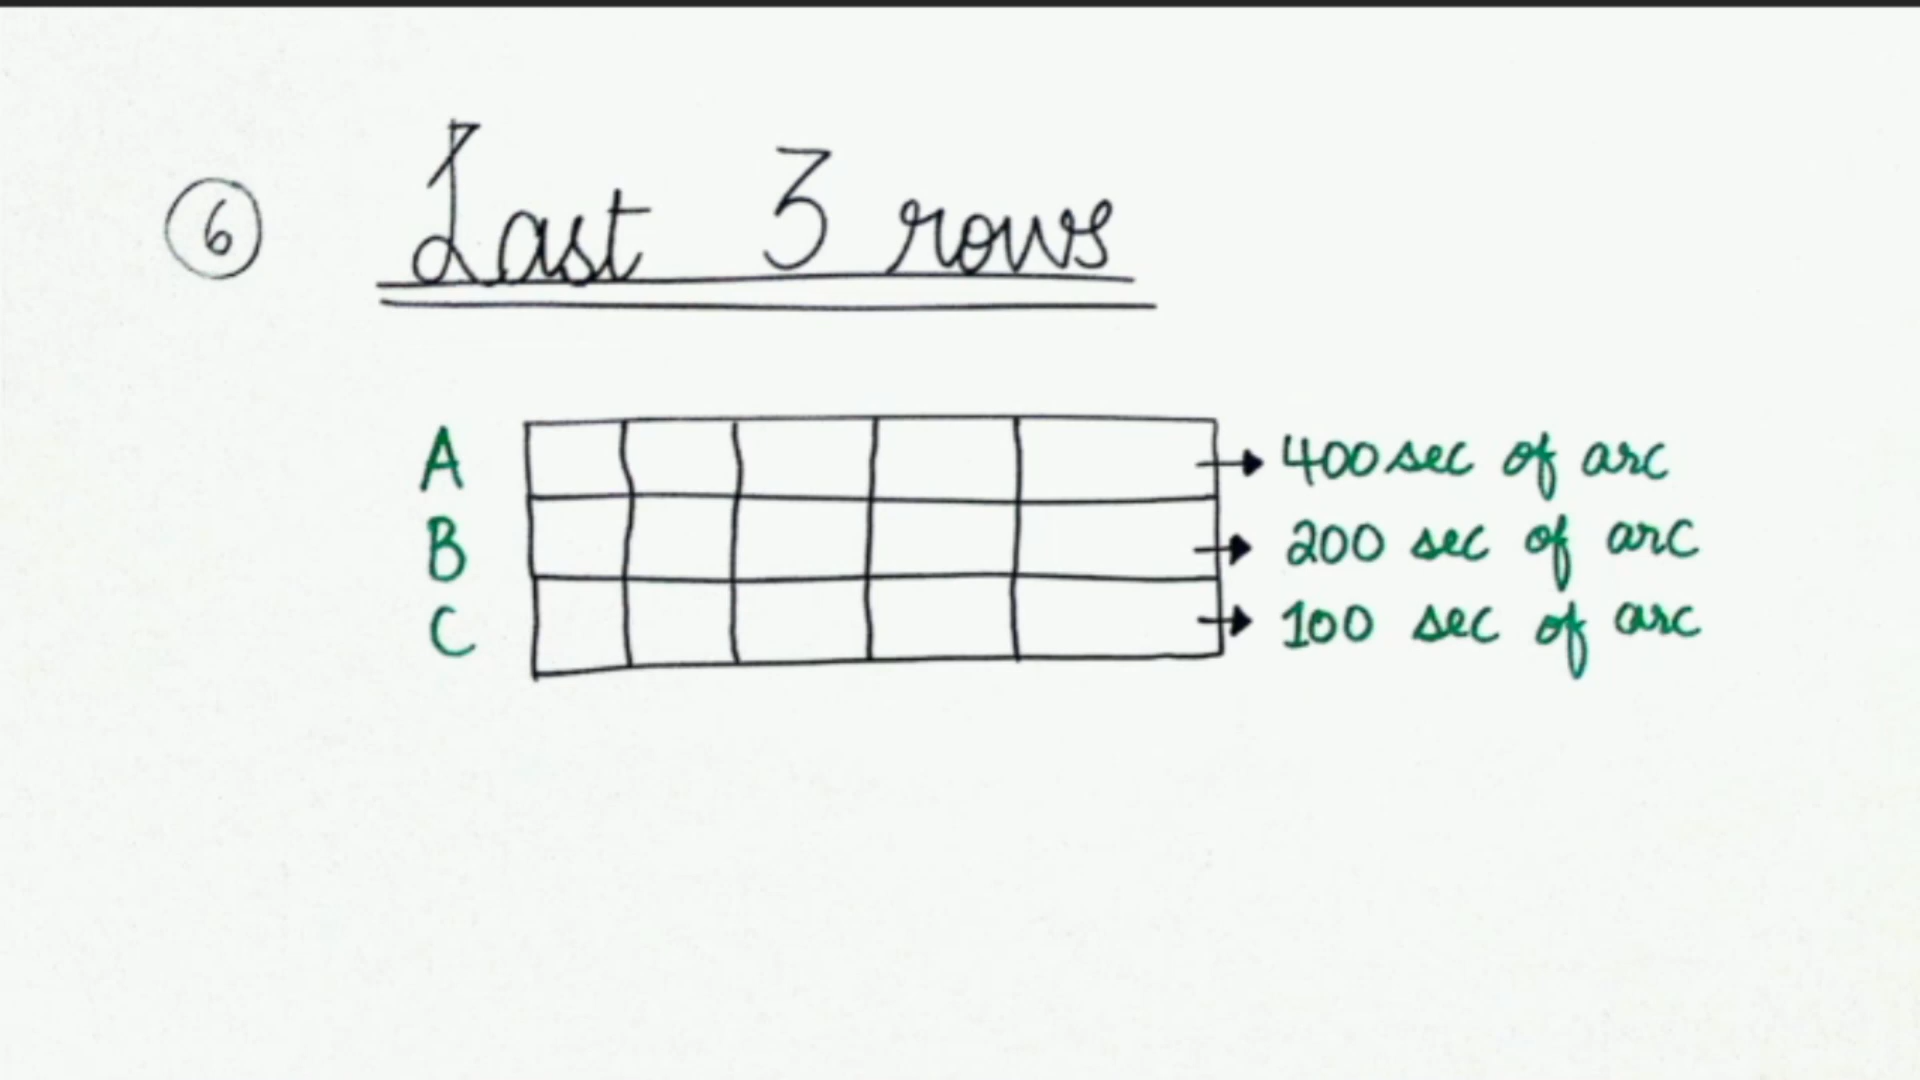 6 Last 3 rows
A → 400 sec of arc
B → 200 sec of arc
C → 100 sec of arc